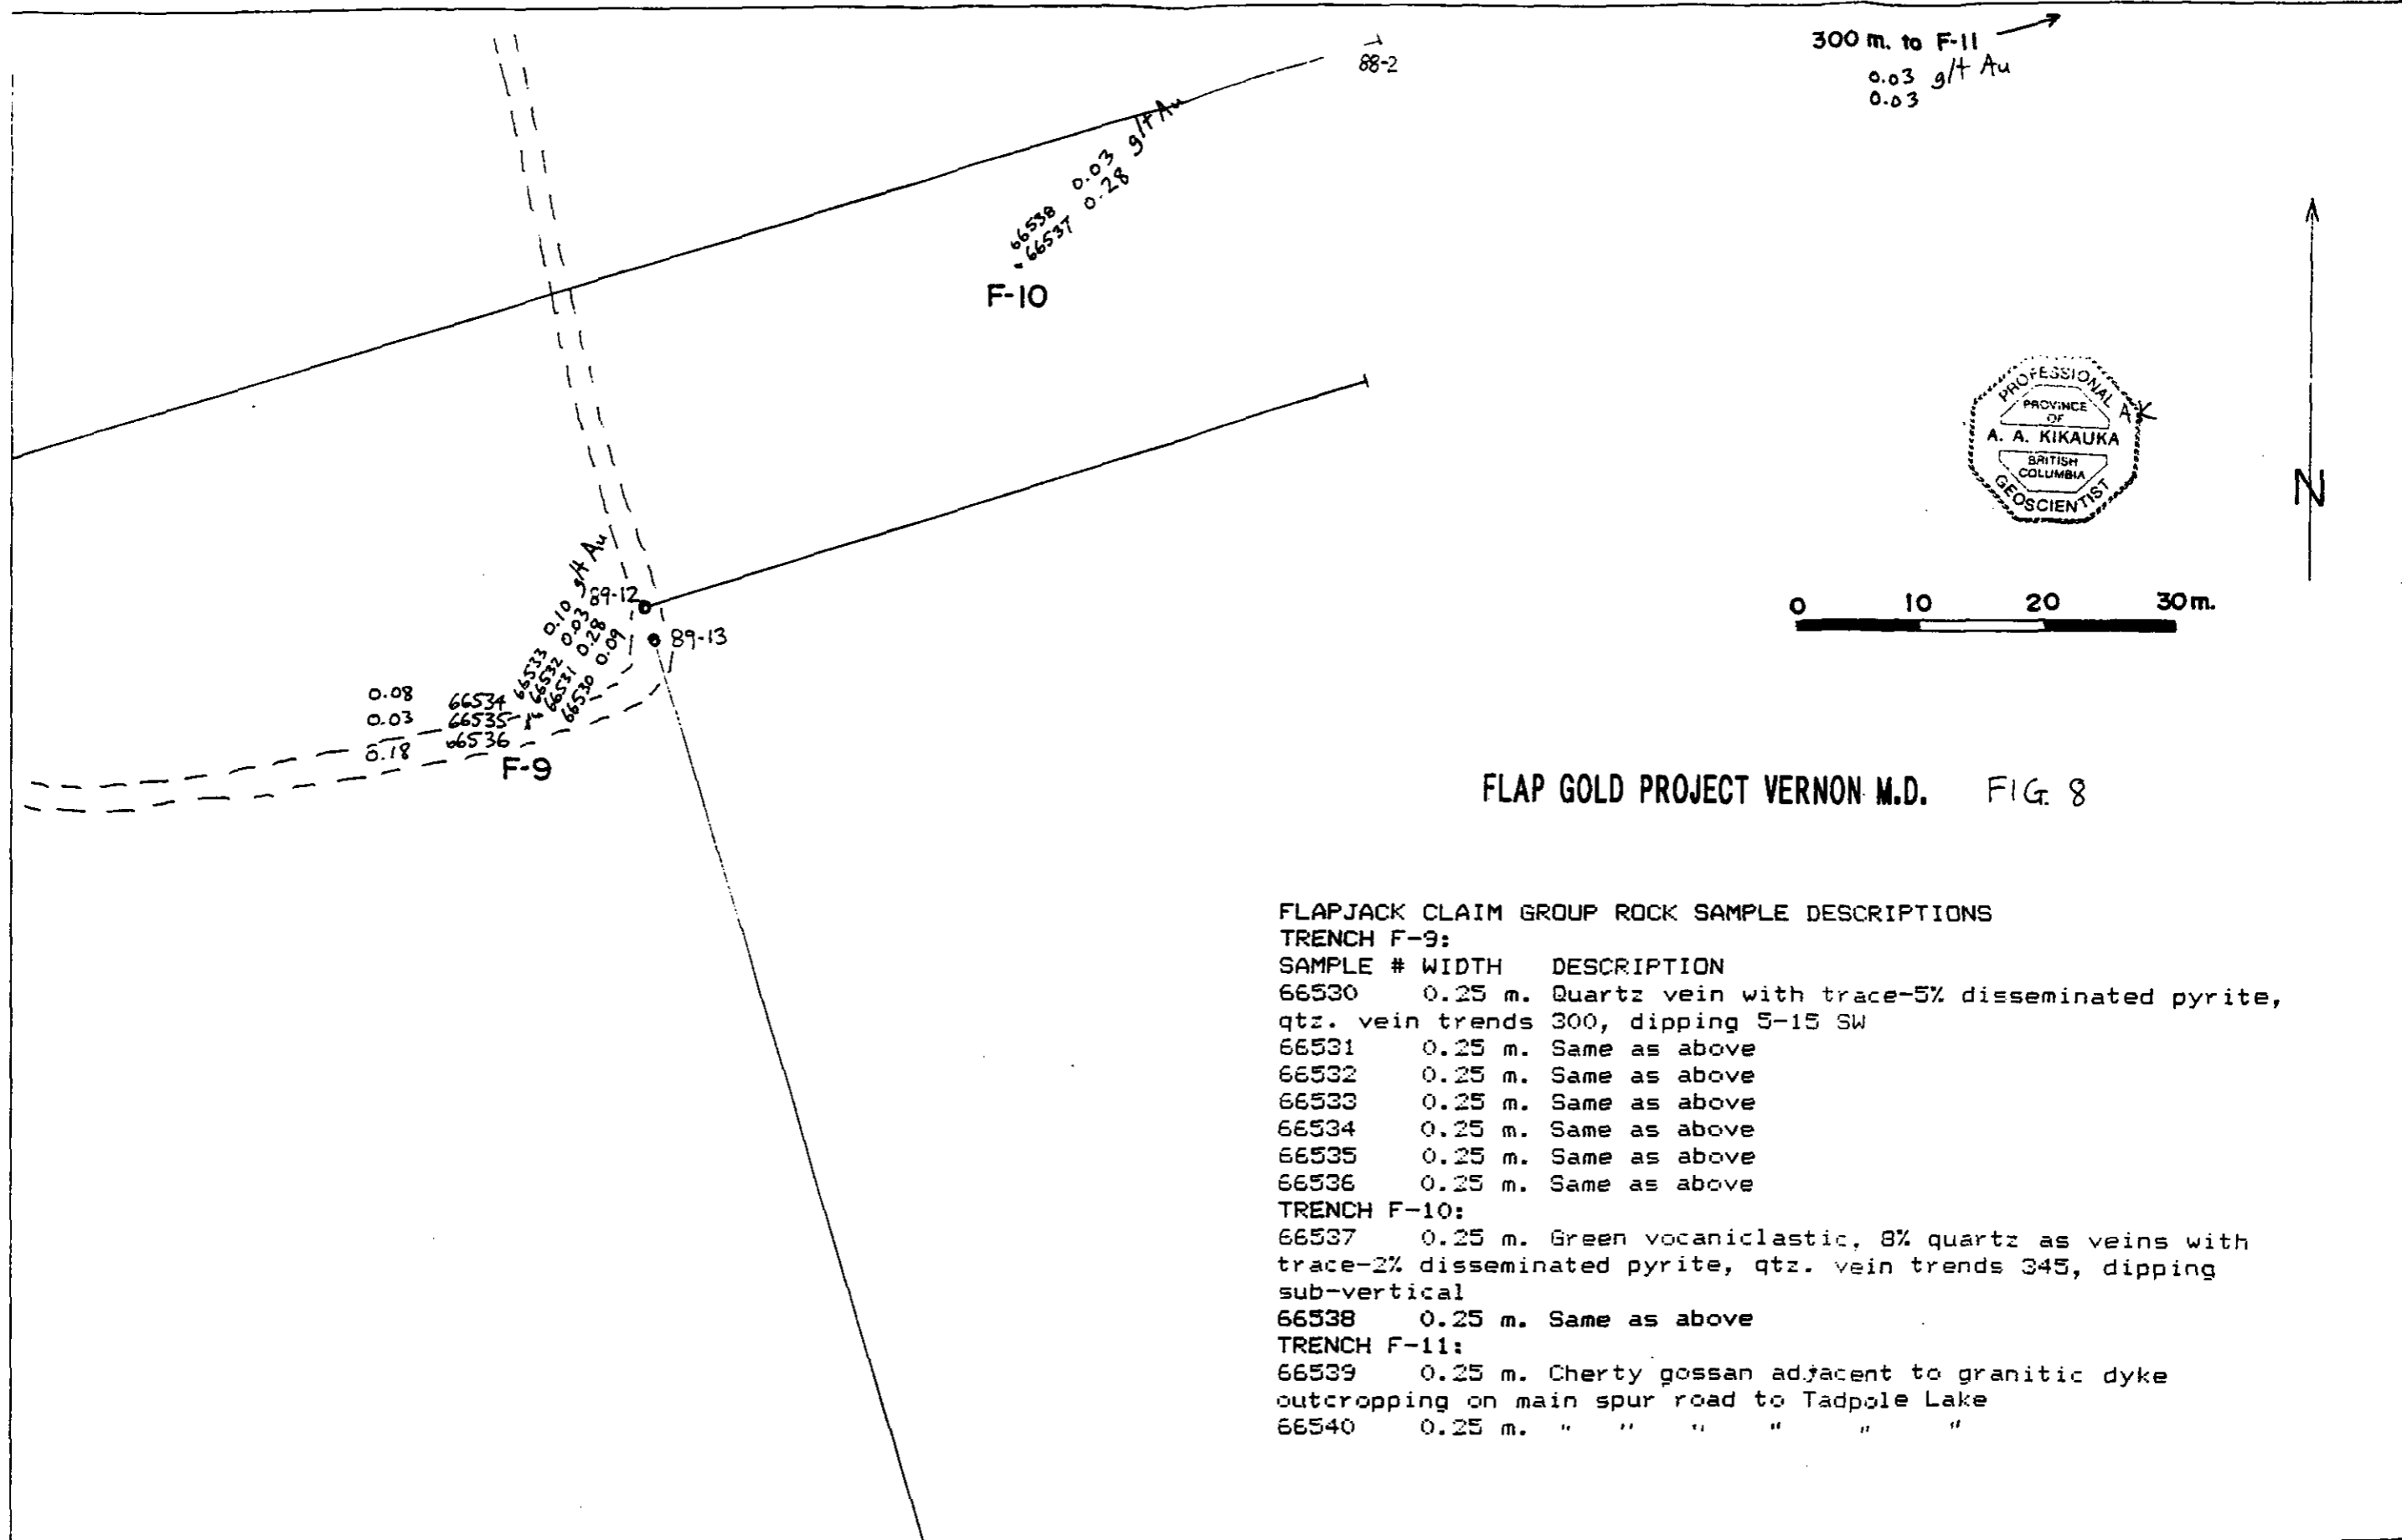 300 m. to F-11
0.03 g/t Au
0.03
88-2
66538 0.03 g/t Au
66537 0.28
F-10
PROFESSIONAL
PROVINCE
OF
A. A. KIKAUKA
BRITISH
COLUMBIA
GEOSCIENTIST
AK
N
0 10 20 30 m.
89-12
89-13
66533 0.10 g/t Au
66532 0.03
66531 0.28
66530 0.09
0.08 66534
0.03 66535
0.18 66536
F-9
FLAP GOLD PROJECT VERNON M.D. FIG. 8
FLAPJACK CLAIM GROUP ROCK SAMPLE DESCRIPTIONS
TRENCH F-9:
SAMPLE # WIDTH DESCRIPTION
66530 0.25 m. Quartz vein with trace-5% disseminated pyrite,
qtz. vein trends 300, dipping 5-15 SW
66531 0.25 m. Same as above
66532 0.25 m. Same as above
66533 0.25 m. Same as above
66534 0.25 m. Same as above
66535 0.25 m. Same as above
66536 0.25 m. Same as above
TRENCH F-10:
66537 0.25 m. Green vocaniclastic, 8% quartz as veins with
trace-2% disseminated pyrite, qtz. vein trends 345, dipping
sub-vertical
66538 0.25 m. Same as above
TRENCH F-11:
66539 0.25 m. Cherty gossan adjacent to granitic dyke
outcropping on main spur road to Tadpole Lake
66540 0.25 m. " " " " " "